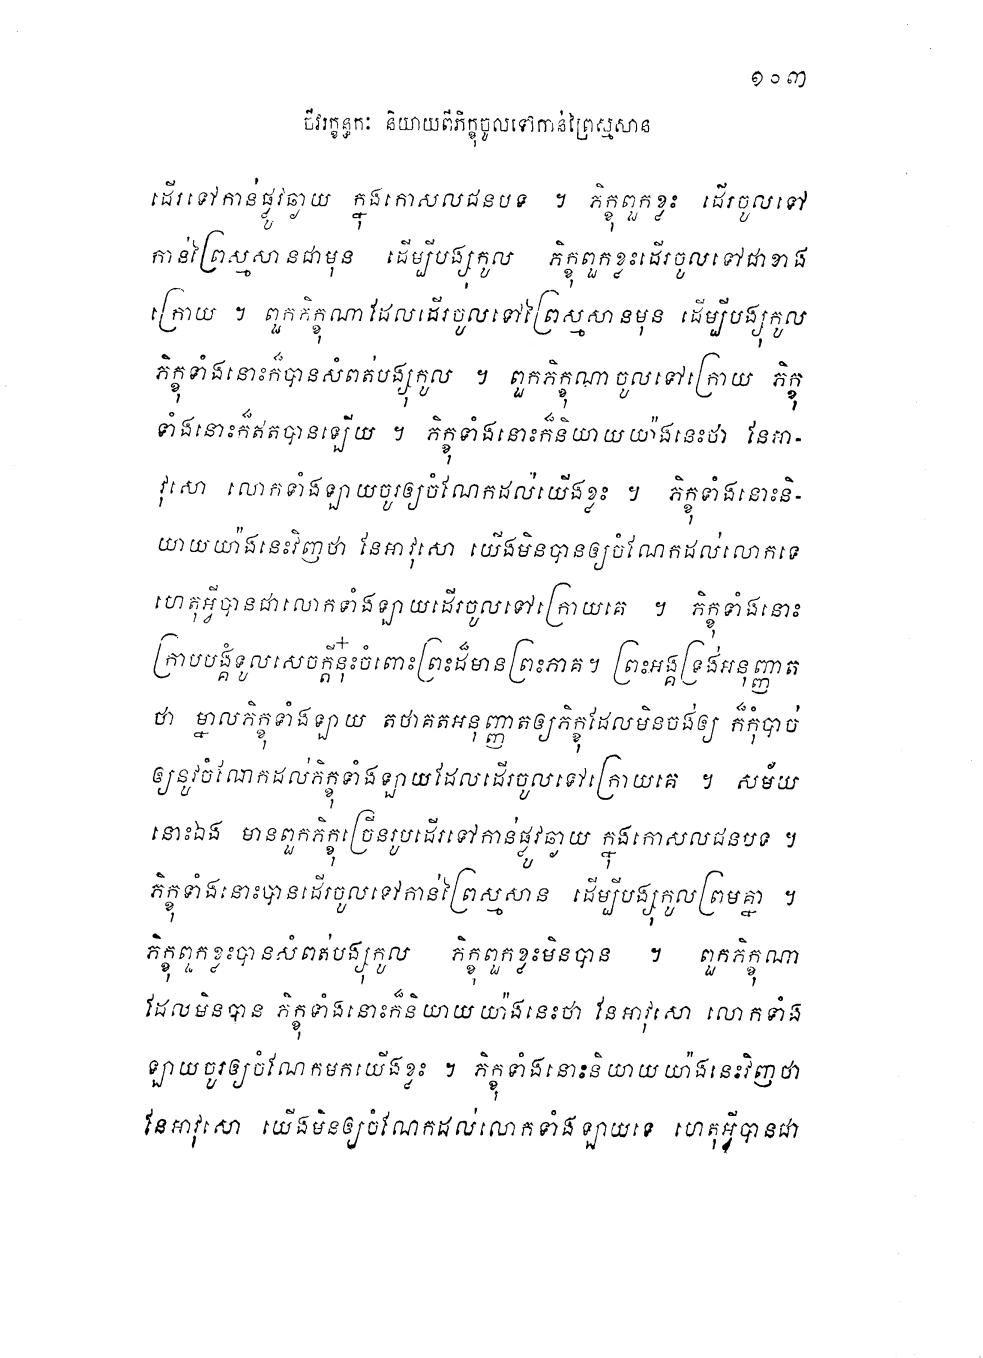 ១០៣
ចីវរក្ខន្ធកៈ និយាយពីភិក្ខុចូលទៅកាន់ព្រៃស្មសាន
ដើរទៅកាន់ផ្លូវឆ្ងាយ ក្នុងកោសលជនបទ ។ ភិក្ខុពួកខ្លះ ដើរចូលទៅ
កាន់ព្រៃស្មសានជាមុន ដើម្បីបង្សុកូល ភិក្ខុពួកខ្លះដើរចូលទៅជាខាង
ក្រោយ ។ ពួកភិក្ខុណាដែលដើរចូលទៅព្រៃស្មសានមុន ដើម្បីបង្សុកូល
ភិក្ខុទាំងនោះក៏បានសំពត់បង្សុកូល ។ ពួកភិក្ខុណាចូលទៅក្រោយ ភិក្ខុ
ទាំងនោះក៏ឥតបានឡើយ ។ ភិក្ខុទាំងនោះក៏និយាយយ៉ាងនេះថា នែអា-
វុសោ លោកទាំងឡាយចូរឲ្យចំណែកដល់យើងខ្លះ ។ ភិក្ខុទាំងនោះនិ-
យាយយ៉ាងនេះវិញថា នែអាវុសោ យើងមិនបានឲ្យចំណែកដល់លោកទេ
ហេតុអ្វីបានជាលោកទាំងឡាយដើរចូលទៅក្រោយគេ ។ ភិក្ខុទាំងនោះ
ក្រាបបង្គំទូលសេចក្តីនុ៎ះចំពោះព្រះដ៏មានព្រះភាគ។ ព្រះអង្គទ្រង់អនុញ្ញាត
ថា ម្នាលភិក្ខុទាំងឡាយ តថាគតអនុញ្ញាតឲ្យភិក្ខុដែលមិនចង់ឲ្យ ក៏កុំបាច់
ឲ្យនូវចំណែកដល់ភិក្ខុទាំងឡាយដែលដើរចូលទៅក្រោយគេ ។ សម័យ
នោះឯង មានពួកភិក្ខុច្រើនរូបដើរទៅកាន់ផ្លូវឆ្ងាយ ក្នុងកោសលជនបទ ។
ភិក្ខុទាំងនោះបានដើរចូលទៅកាន់ព្រៃស្មសាន ដើម្បីបង្សុកូលព្រមគ្នា ។
ភិក្ខុពួកខ្លះបានសំពត់បង្សុកូល ភិក្ខុពួកខ្លះមិនបាន ។ ពួកភិក្ខុណា
ដែលមិនបាន ភិក្ខុទាំងនោះក៏និយាយយ៉ាងនេះថា នែអាវុសោ លោកទាំង
ឡាយចូរឲ្យចំណែកមកយើងខ្លះ ។ ភិក្ខុទាំងនោះនិយាយយ៉ាងនេះវិញថា
នែអាវុសោ យើងមិនឲ្យចំណែកដល់លោកទាំងឡាយទេ ហេតុអ្វីបានជា